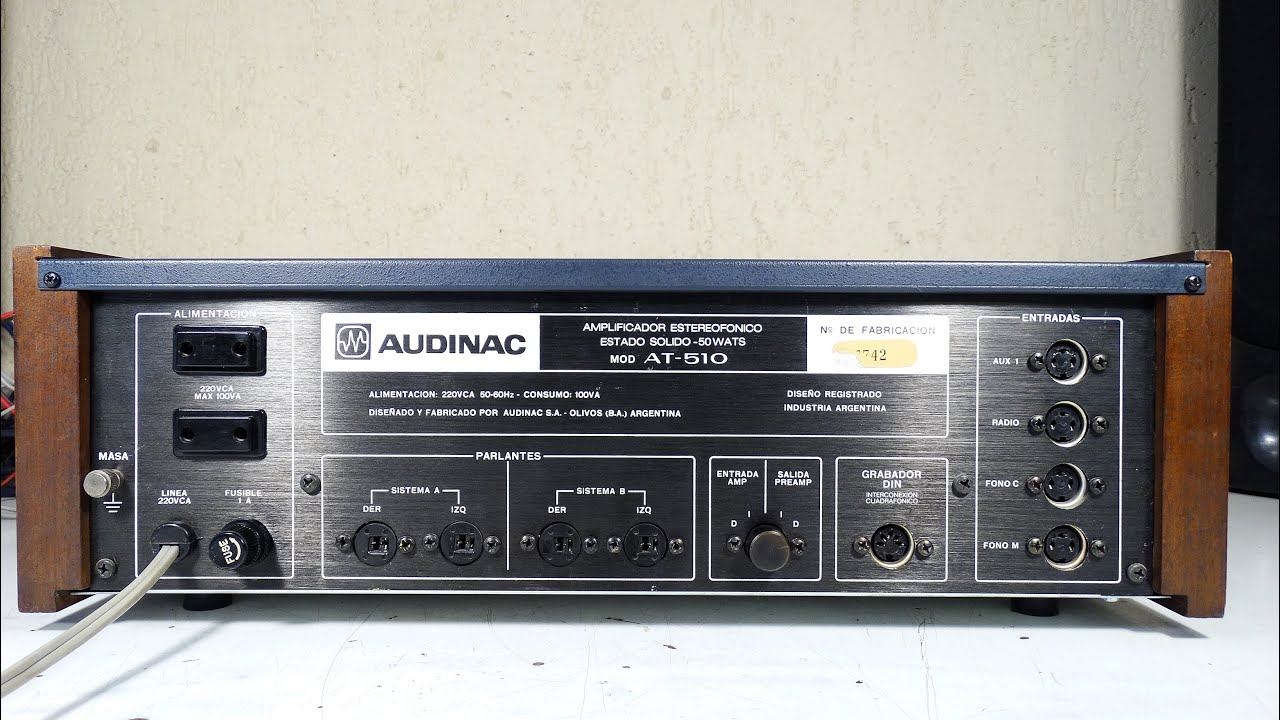 ALIMENTACION
220VCA
MAX 100VA
MASA
LINEA
220VCA
FUSIBLE
1 A
FUSE
AUDINAC
AMPLIFICADOR ESTEREOFONICO
ESTADO SOLIDO -50 WATS
MOD AT-510
Nº DE FABRICACION
742
ALIMENTACION: 220VCA 50-60Hz - CONSUMO: 100VA
DISEÑADO Y FABRICADO POR AUDINAC S.A. - OLIVOS (B-A.) ARGENTINA
DISEÑO REGISTRADO
INDUSTRIA ARGENTINA
PARLANTES
SISTEMA A
DER IZQ
SISTEMA B
DER IZQ
ENTRADA
AMP
SALIDA
PREAMP
D I I D
GRABADOR
DIN
INTERCONEXION
CUADRAFONICO
ENTRADAS
AUX 1
RADIO
FONO C
FONO M